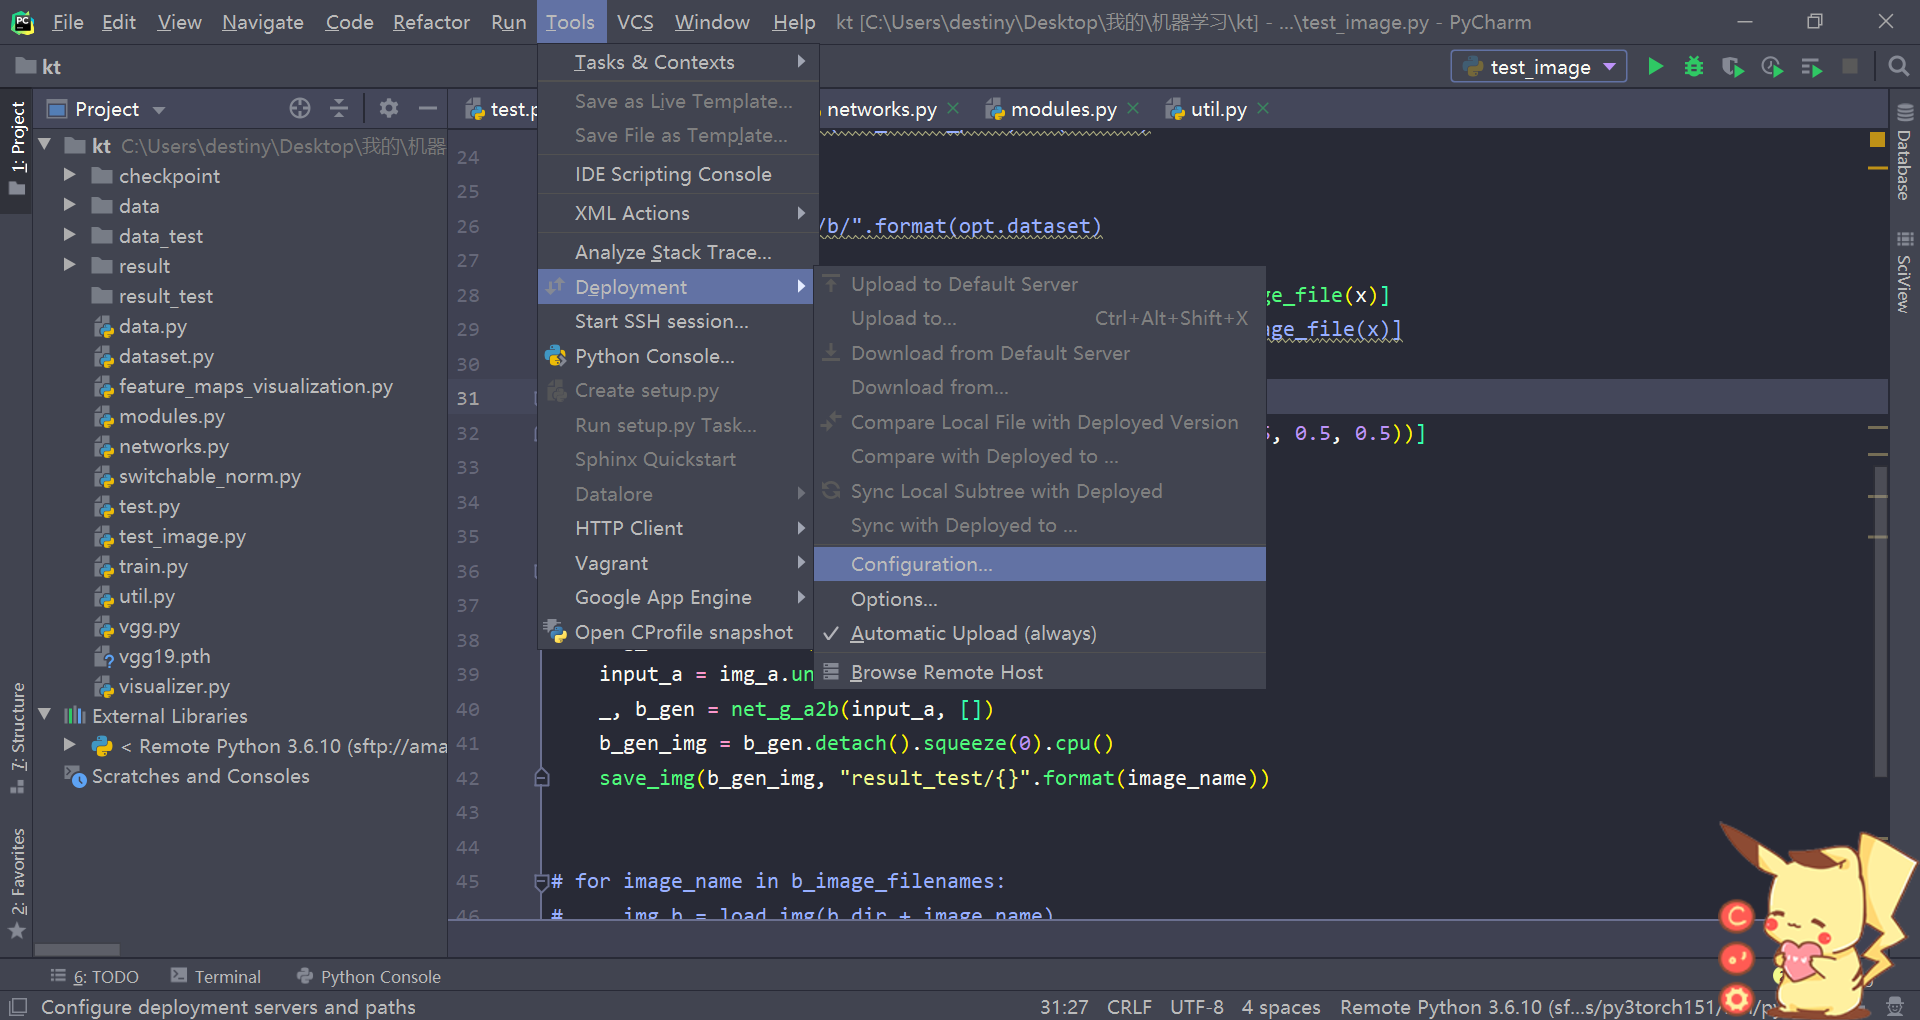 File Edit View Navigate Code Refactor Run Tools VCS Window Help kt [C:\Users\destiny\Desktop\我的\机器学习\kt] - ...\test_image.py - PyCharm
kt
test_image
1: Project
7: Structure
2: Favorites
Project
kt C:\Users\destiny\Desktop\我的\机器
checkpoint
data
data_test
result
result_test
data.py
dataset.py
feature_maps_visualization.py
modules.py
networks.py
switchable_norm.py
test.py
test_image.py
train.py
util.py
vgg.py
vgg19.pth
visualizer.py
External Libraries
< Remote Python 3.6.10 (sftp://ama
Scratches and Consoles
Tasks & Contexts
Save as Live Template...
Save File as Template...
IDE Scripting Console
XML Actions
Analyze Stack Trace...
Deployment
Start SSH session...
Python Console...
Create setup.py
Run setup.py Task...
Sphinx Quickstart
Datalore
HTTP Client
Vagrant
Google App Engine
Open CProfile snapshot
Upload to Default Server
Upload to... Ctrl+Alt+Shift+X
Download from Default Server
Download from...
Compare Local File with Deployed Version
Compare with Deployed to ...
Sync Local Subtree with Deployed
Sync with Deployed to ...
Configuration...
Options...
Automatic Upload (always)
Browse Remote Host
test.p networks.py modules.py util.py
24
25
26 /b/".format(opt.dataset)
27
28 ge_file(x)]
29 age_file(x)]
30
31
32 , 0.5, 0.5))]
33
34
35
36
37
38
39 input_a = img_a.un
40 _, b_gen = net_g_a2b(input_a, [])
41 b_gen_img = b_gen.detach().squeeze(0).cpu()
42 save_img(b_gen_img, "result_test/{}".format(image_name))
43
44
45 # for image_name in b_image_filenames:
46 # img_b = load_img(b_dir + image_name)
Database
SciView
6: TODO Terminal Python Console
Configure deployment servers and paths 31:27 CRLF UTF-8 4 spaces Remote Python 3.6.10 (sf...s/py3torch151/